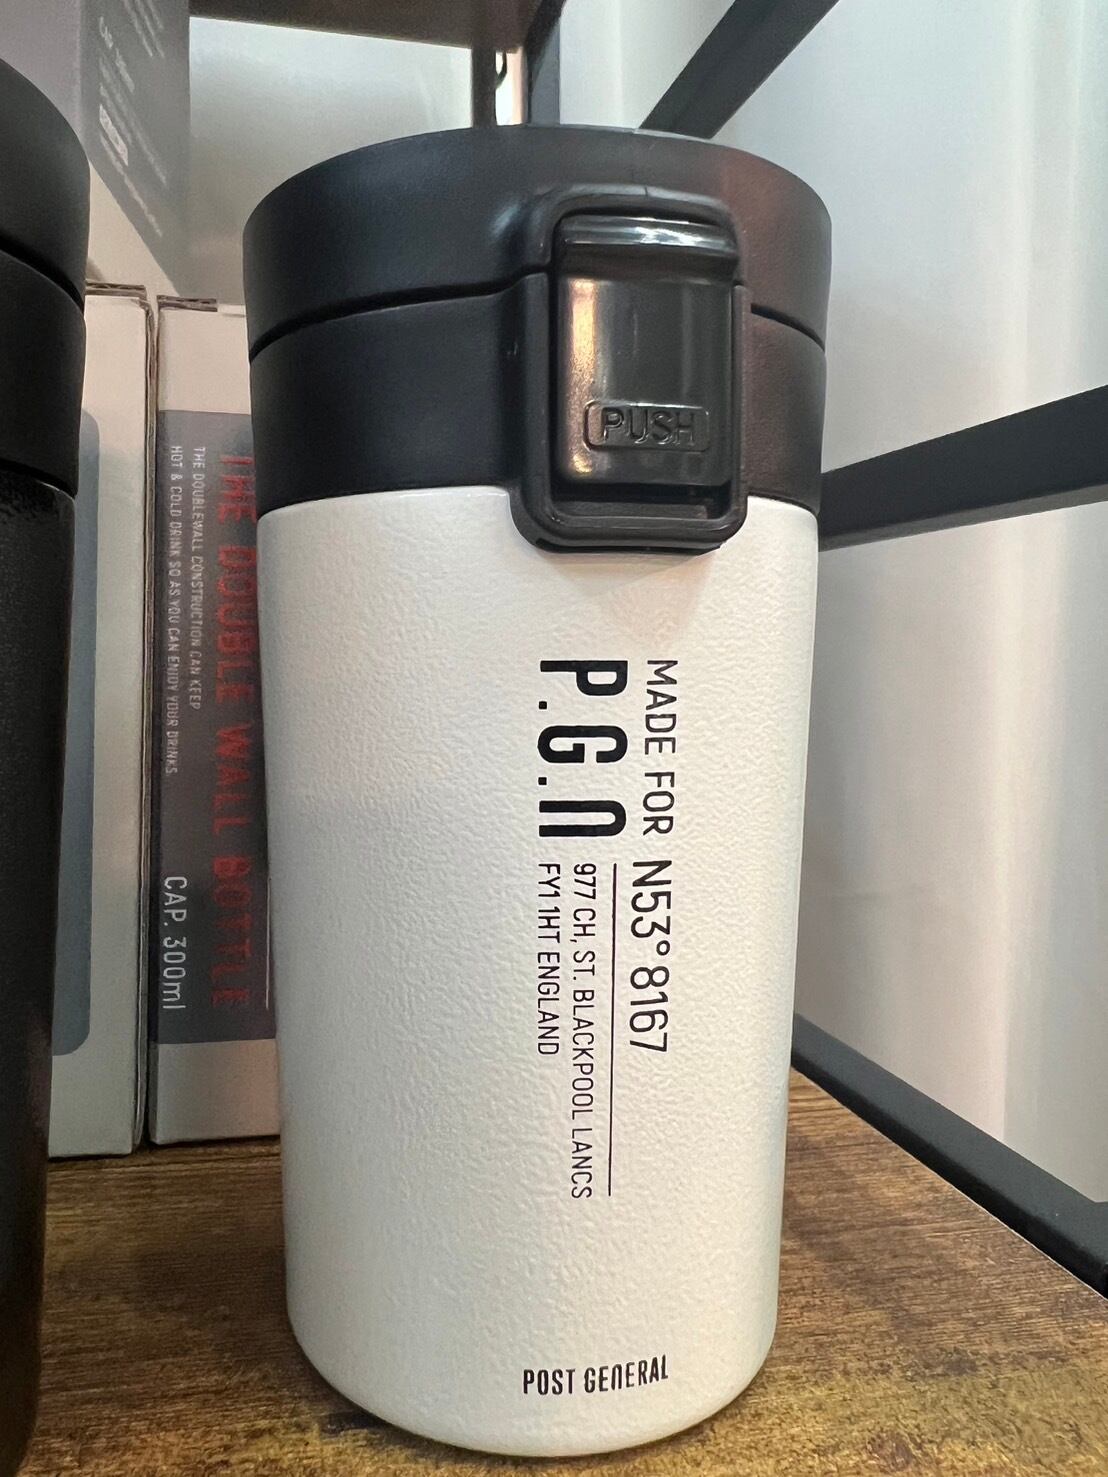 PUSH
MADE FOR N53° 8167
P.G.N
977 CH, ST. BLACKPOOL LANCS
FY1 1HT ENGLAND
POST GENERAL
THE DOUBLE WALL BOTTLE
THE DOUBLEWALL CONSTRUCTION CAN KEEP
HOT & COLD DRINK SO AS YOU CAN ENJOY YOUR DRINKS.
CAP. 300ml